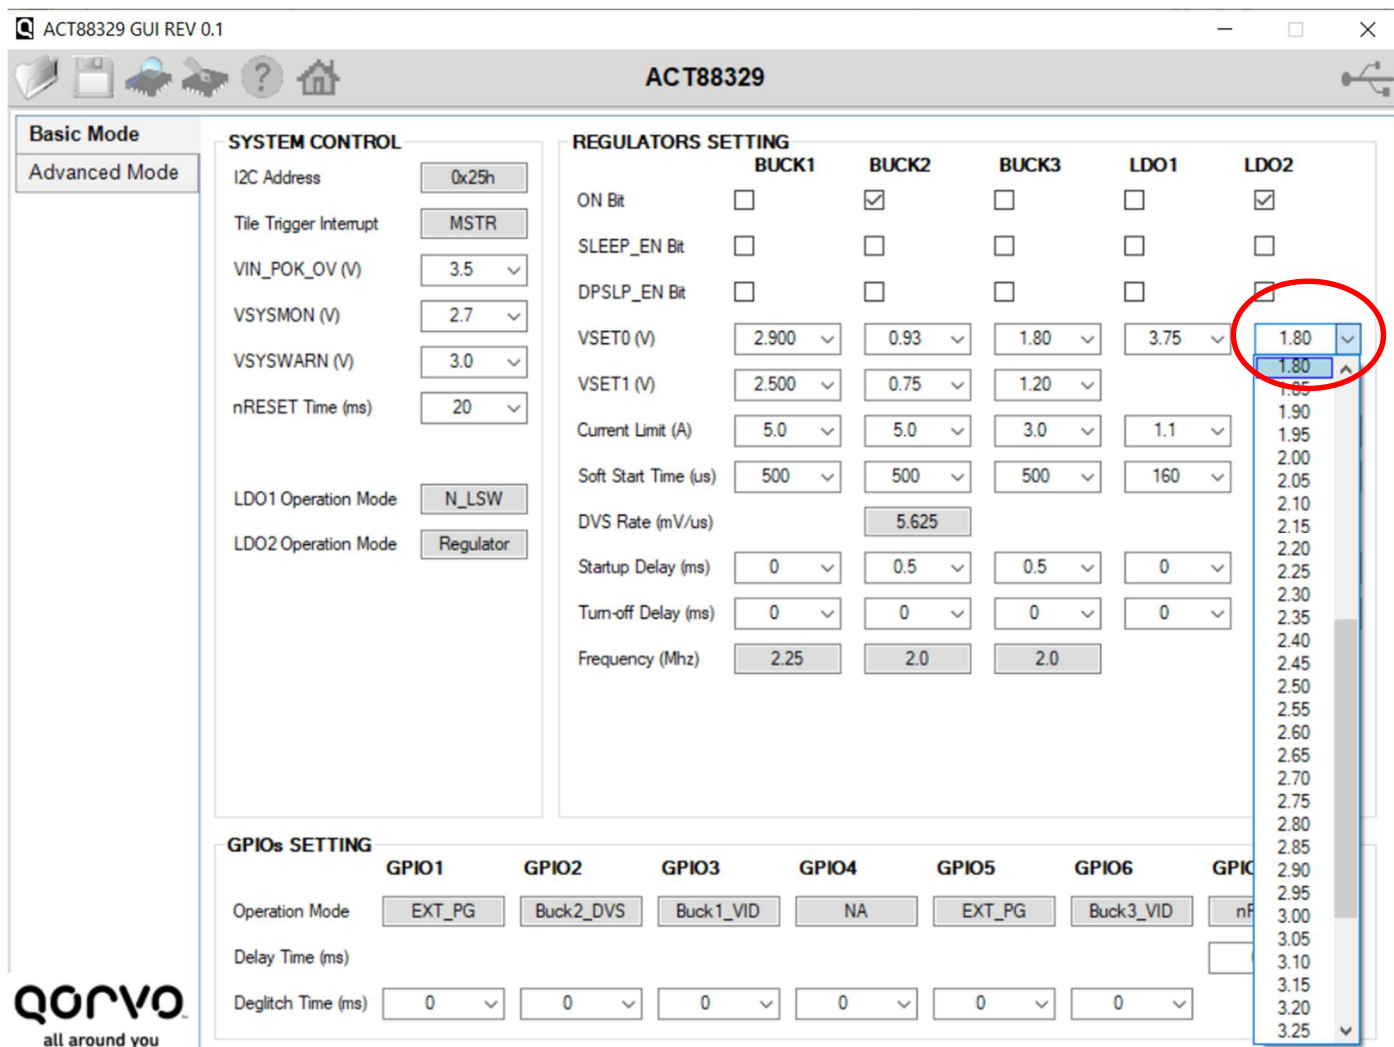 ACT88329 GUI REV 0.1
ACT88329
Basic Mode
Advanced Mode
SYSTEM CONTROL
I2C Address 0x25h
Tile Trigger Interrupt MSTR
VIN_POK_OV (V) 3.5
VSYSMON (V) 2.7
VSYSWARN (V) 3.0
nRESET Time (ms) 20
LDO1 Operation Mode N_LSW
LDO2 Operation Mode Regulator
REGULATORS SETTING
BUCK1 BUCK2 BUCK3 LDO1 LDO2
ON Bit
SLEEP_EN Bit
DPSLP_EN Bit
VSET0 (V) 2.900 0.93 1.80 3.75 1.80
VSET1 (V) 2.500 0.75 1.20
Current Limit (A) 5.0 5.0 3.0 1.1
Soft Start Time (us) 500 500 500 160
DVS Rate (mV/us) 5.625
Startup Delay (ms) 0 0.5 0.5 0
Turn-off Delay (ms) 0 0 0 0
Frequency (Mhz) 2.25 2.0 2.0
1.80
1.85
1.90
1.95
2.00
2.05
2.10
2.15
2.20
2.25
2.30
2.35
2.40
2.45
2.50
2.55
2.60
2.65
2.70
2.75
2.80
2.85
2.90
2.95
3.00
3.05
3.10
3.15
3.20
3.25
GPIOs SETTING
GPIO1 GPIO2 GPIO3 GPIO4 GPIO5 GPIO6
Operation Mode EXT_PG Buck2_DVS Buck1_VID NA EXT_PG Buck3_VID
Delay Time (ms)
Deglitch Time (ms) 0 0 0 0 0 0
QORVO
all around you